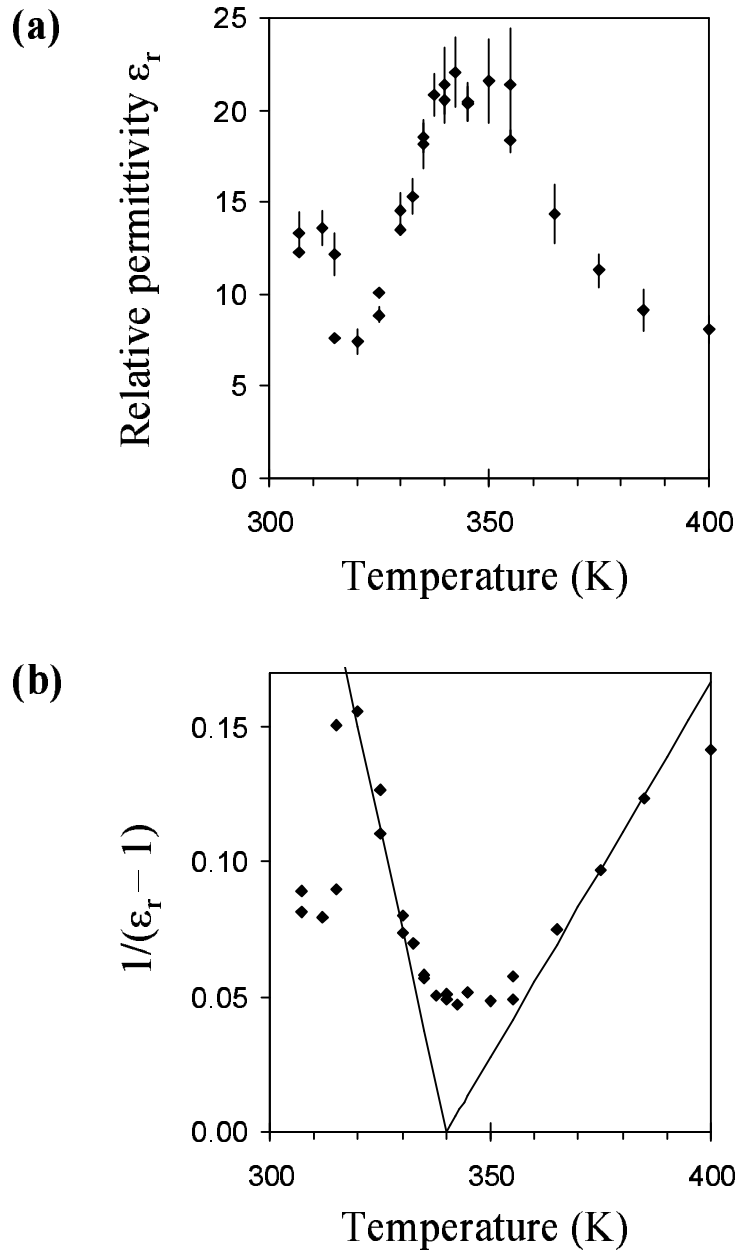 (a)
Relative permittivity εr
25
20
15
10
5
0
300
350
400
Temperature (K)
(b)
1/(εr – 1)
0.15
0.10
0.05
0.00
300
350
400
Temperature (K)